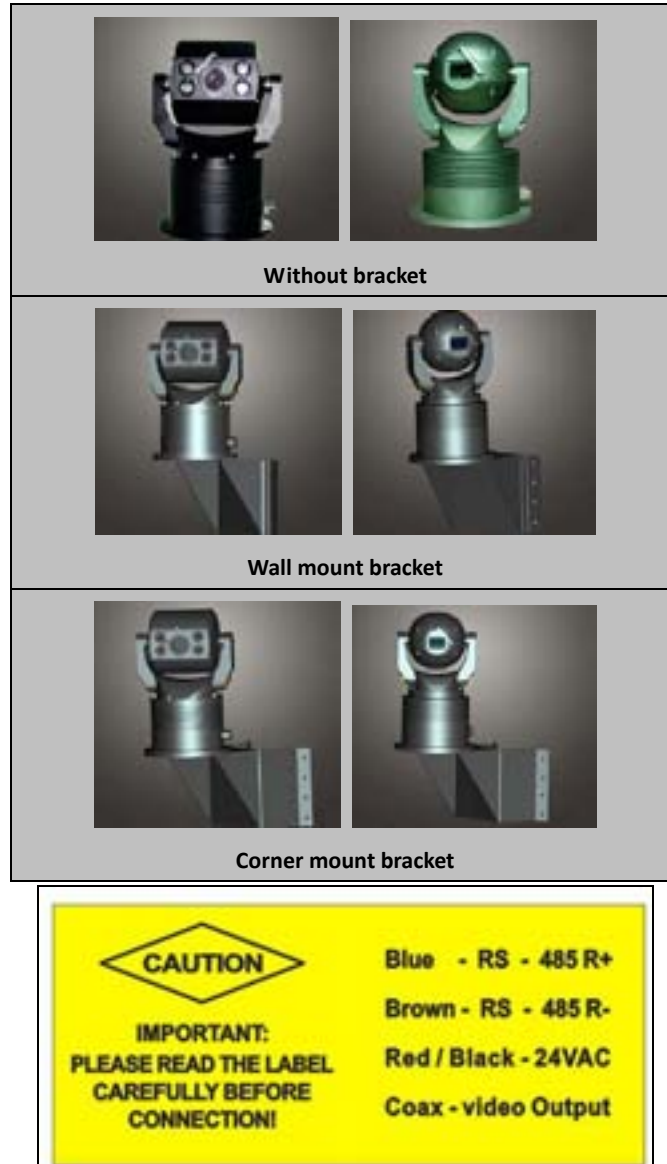 Without bracket
Wall mount bracket
Corner mount bracket
CAUTION
IMPORTANT:
PLEASE READ THE LABEL
CAREFULLY BEFORE
CONNECTION!
Blue - RS - 485 R+
Brown - RS - 485 R-
Red / Black - 24VAC
Coax - video Output